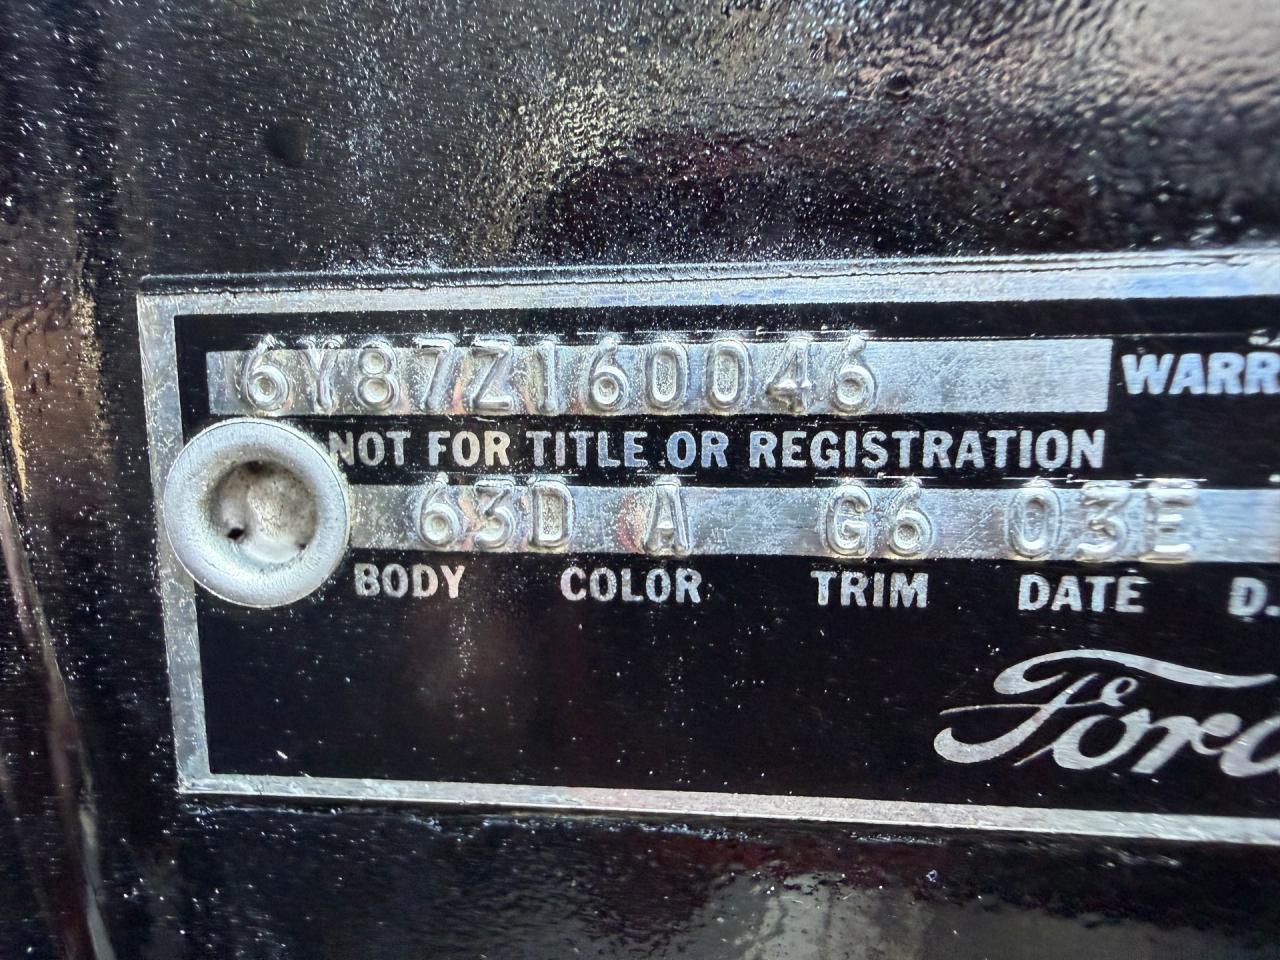 6Y87Z160046
WARR
NOT FOR TITLE OR REGISTRATION
63D A G6 03E
BODY COLOR TRIM DATE D.
Ford